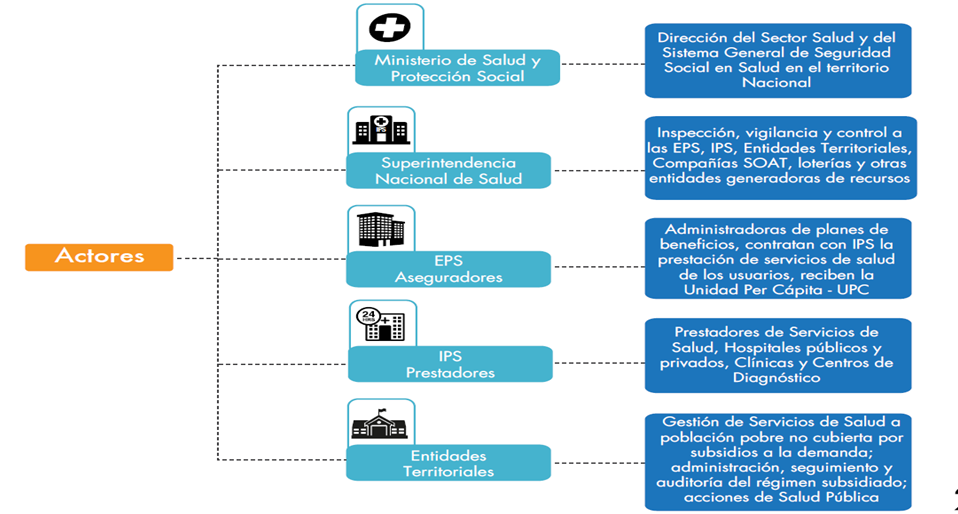 Actores
Ministerio de Salud y
Protección Social
Dirección del Sector Salud y del
Sistema General de Seguridad
Social en Salud en el territorio
Nacional
IPS
Superintendencia
Nacional de Salud
Inspección, vigilancia y control a
las EPS, IPS, Entidades Territoriales,
Compañías SOAT, loterías y otras
entidades generadoras de recursos
EPS
Aseguradores
Administradoras de planes de
beneficios, contratan con IPS la
prestación de servicios de salud
de los usuarios, reciben la
Unidad Per Cápita - UPC
24
HRS
IPS
Prestadores
Prestadores de Servicios de
Salud, Hospitales públicos y
privados, Clínicas y Centros de
Diagnóstico
Entidades
Territoriales
Gestión de Servicios de Salud a
población pobre no cubierta por
subsidios a la demanda;
administración, seguimiento y
auditoría del régimen subsidiado;
acciones de Salud Pública